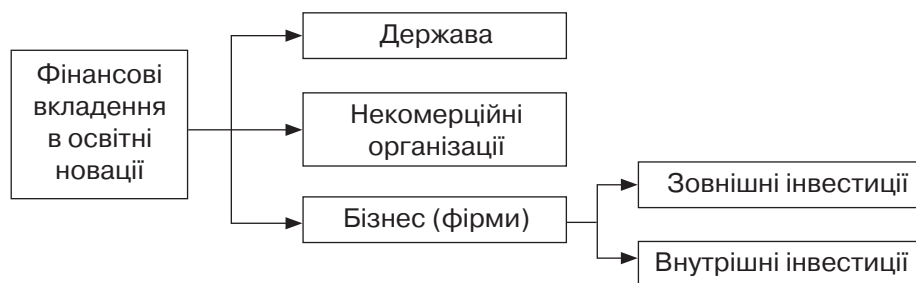 Фінансові
вкладення
в освітні
новації
Держава
Некомерційні
організації
Бізнес (фірми)
Зовнішні інвестиції
Внутрішні інвестиції